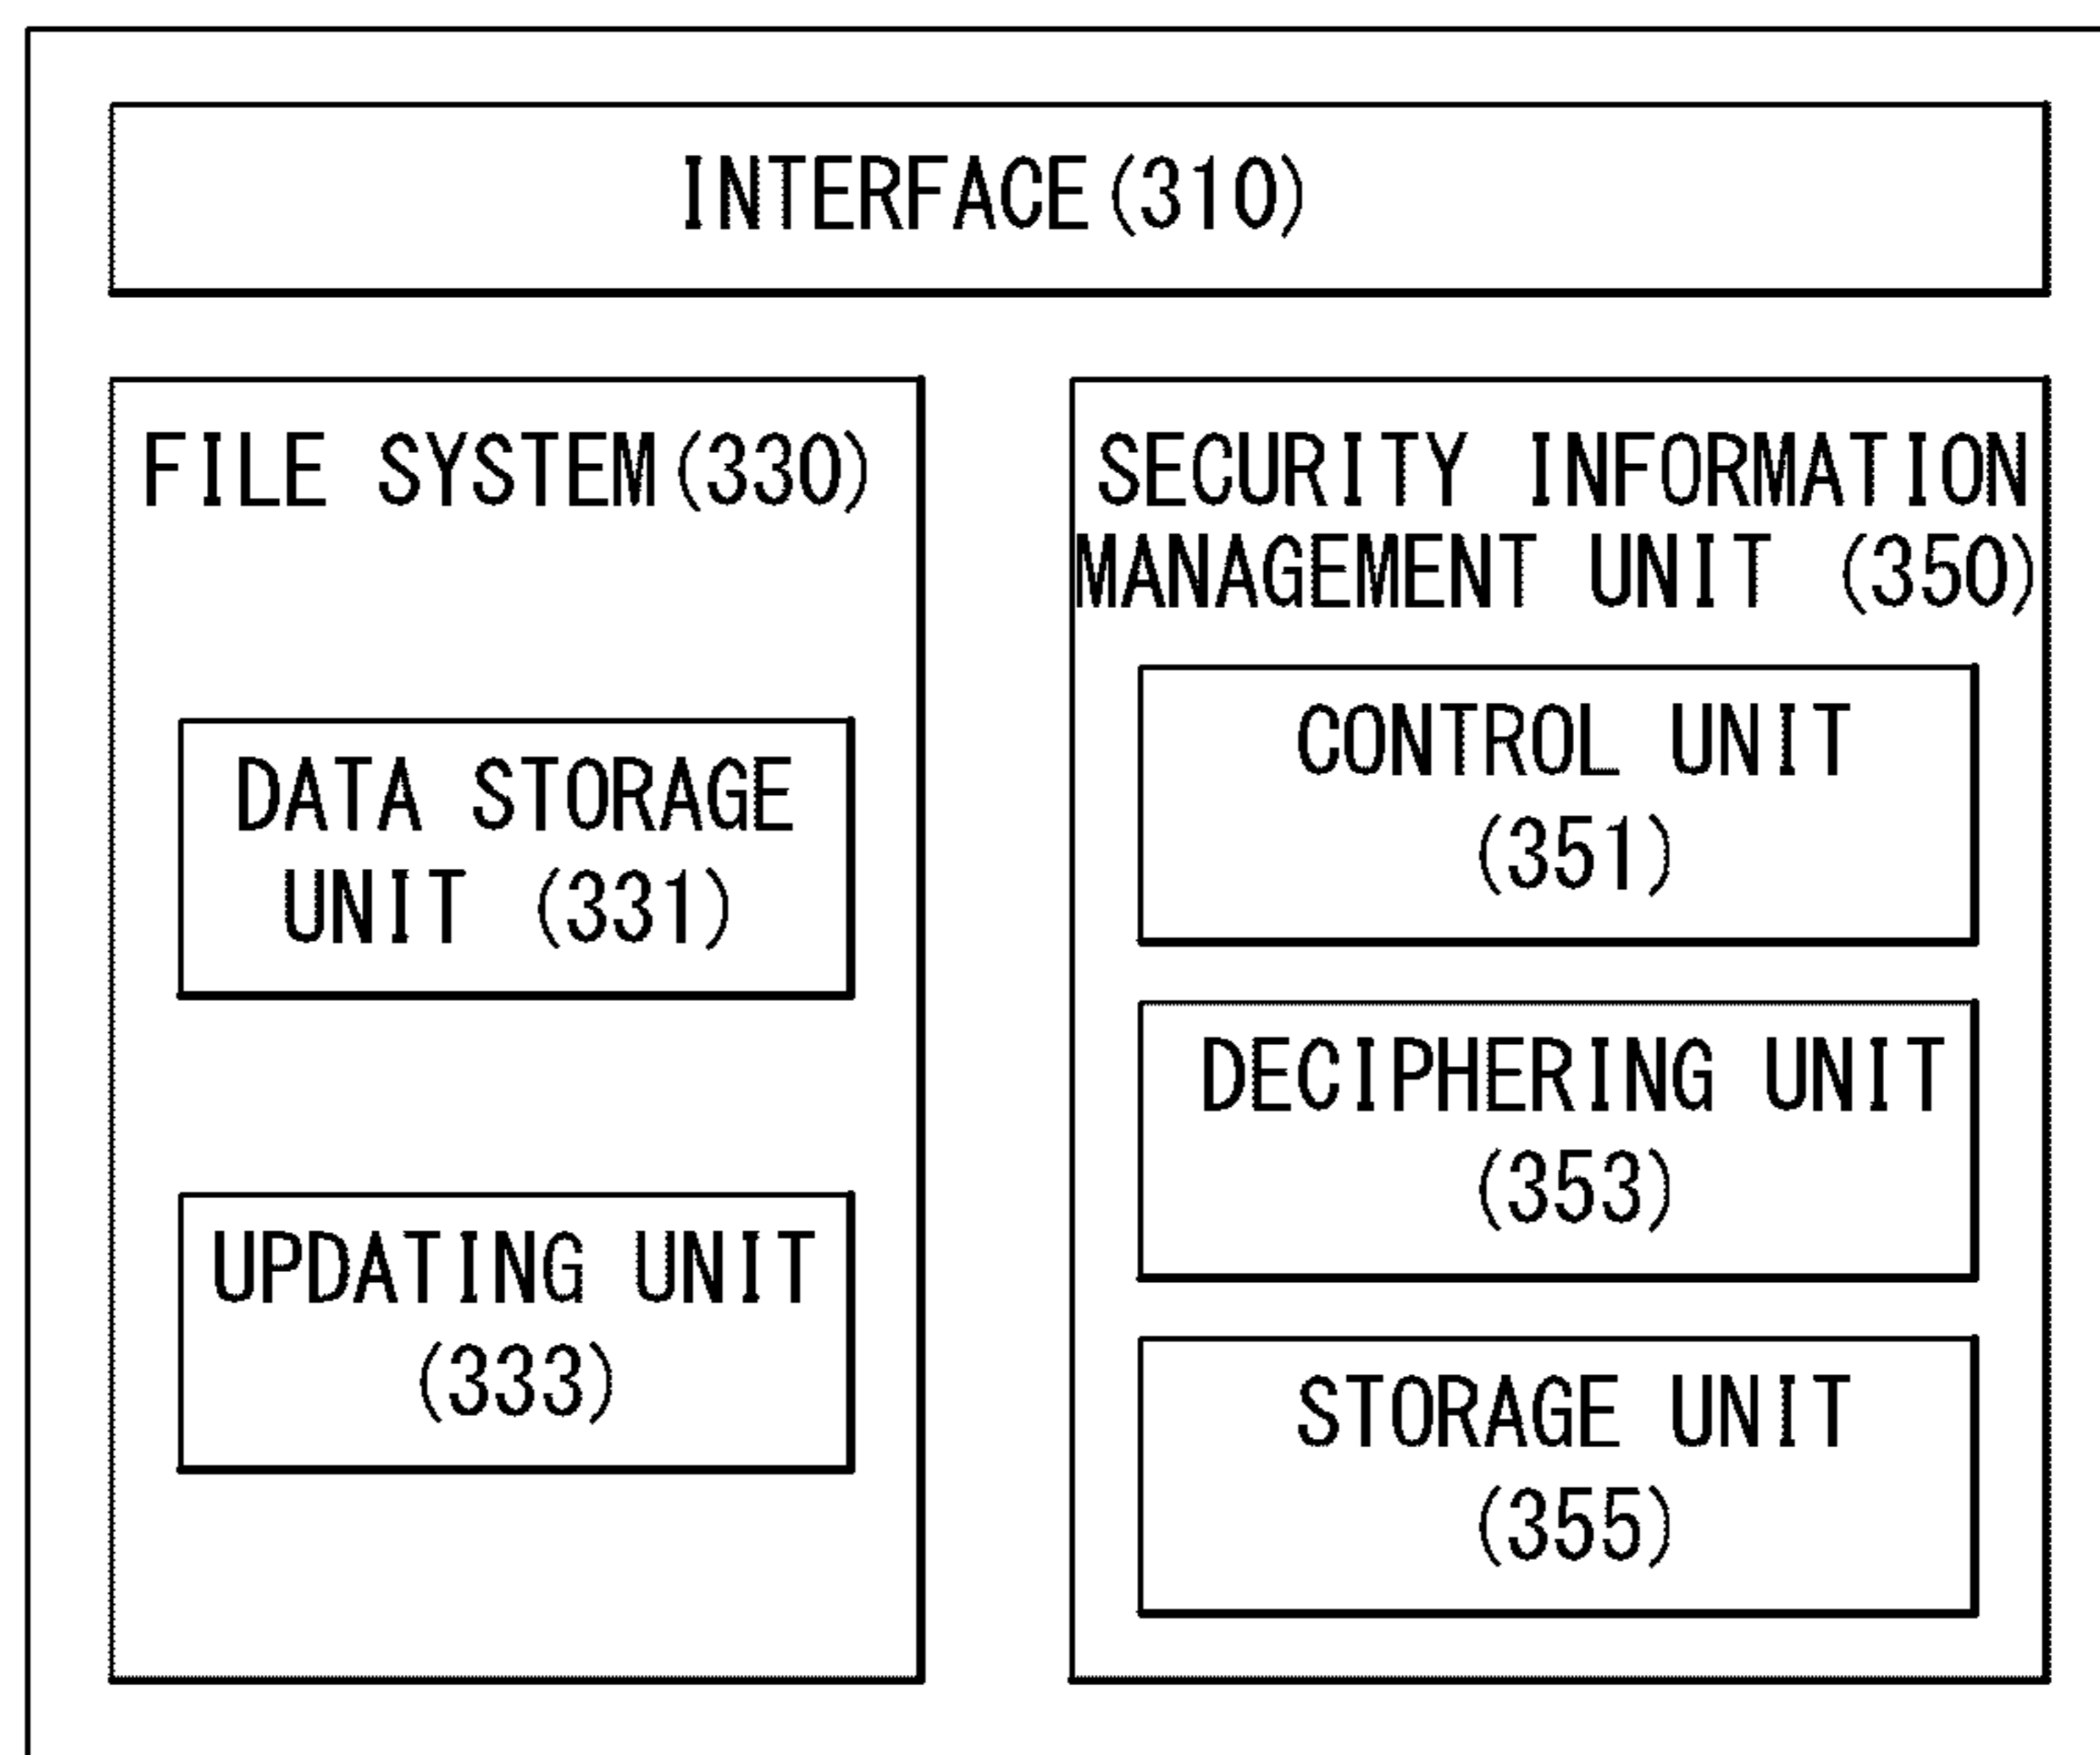 INTERFACE(310)
FILE SYSTEM(330)
DATA STORAGE
UNIT (331)
UPDATING UNIT
(333)
SECURITY INFORMATION
MANAGEMENT UNIT (350)
CONTROL UNIT
(351)
DECIPHERING UNIT
(353)
STORAGE UNIT
(355)